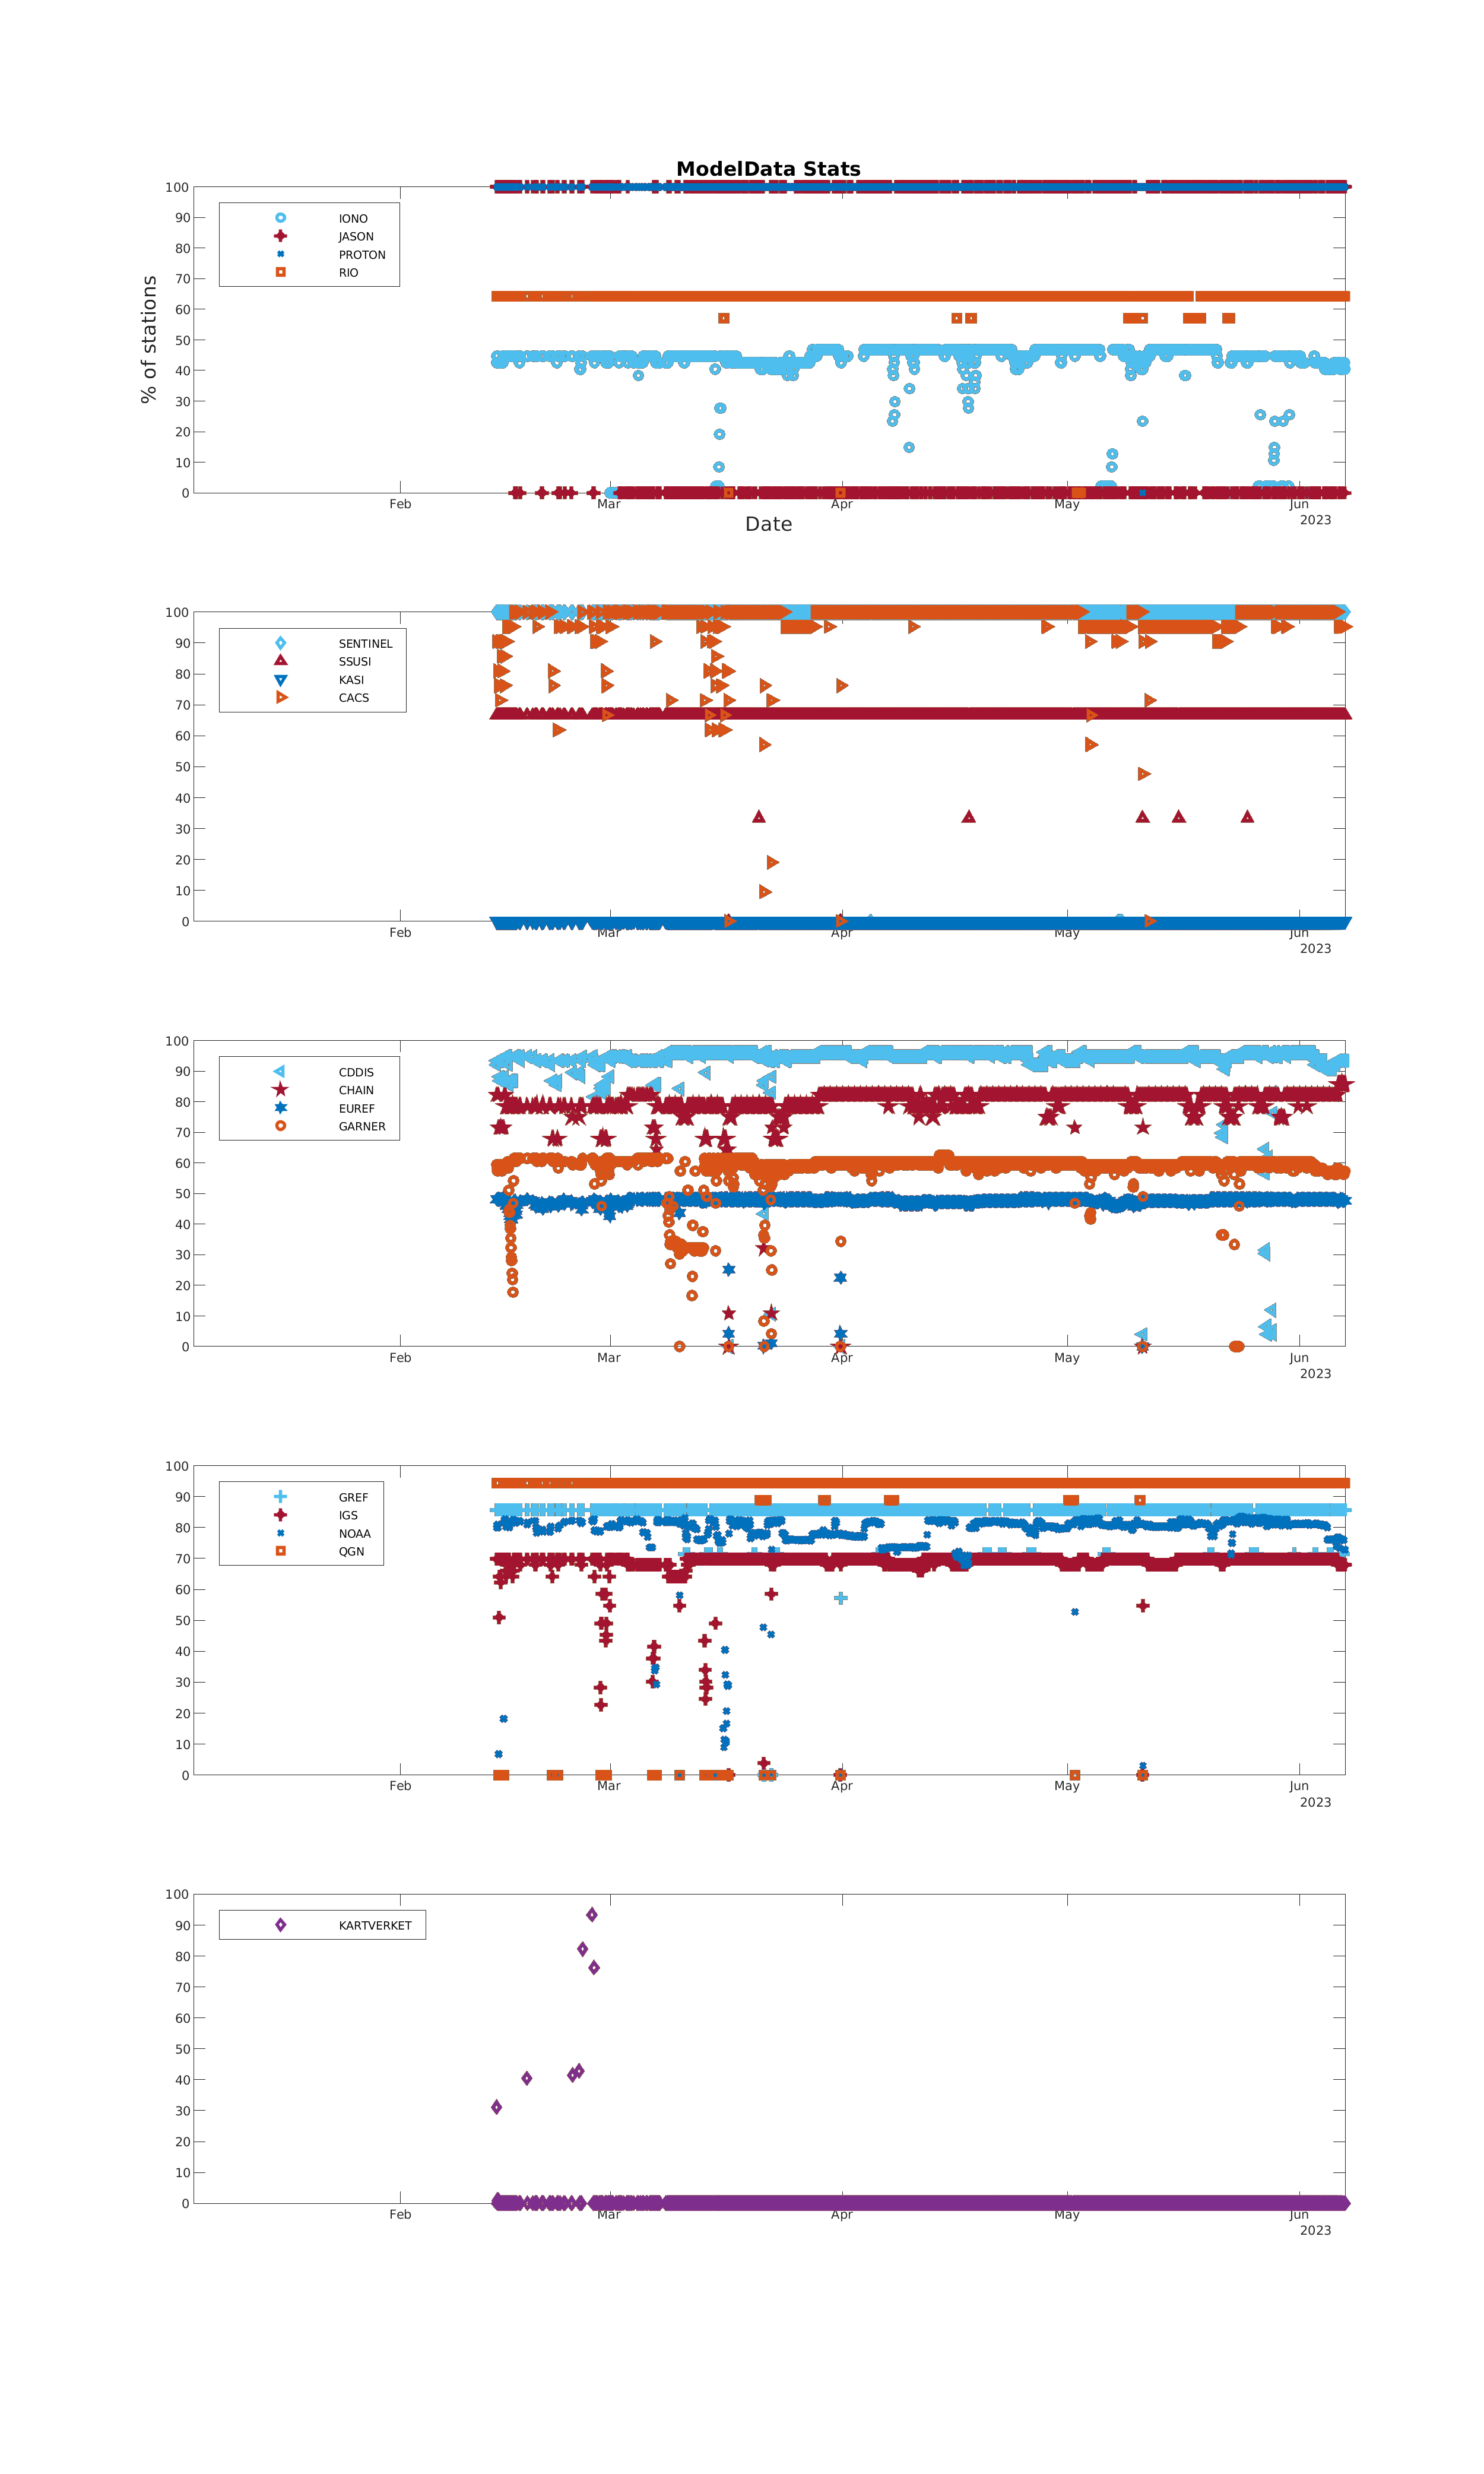 ModelData Stats
100
90
80
70
60
50
40
30
20
10
0
% of stations
IONO
JASON
PROTON
RIO
Feb Mar Apr May Jun
2023
Date
100
90
80
70
60
50
40
30
20
10
0
SENTINEL
SSUSI
KASI
CACS
Feb Mar Apr May Jun
2023
100
90
80
70
60
50
40
30
20
10
0
CDDIS
CHAIN
EUREF
GARNER
Feb Mar Apr May Jun
2023
100
90
80
70
60
50
40
30
20
10
0
GREF
IGS
NOAA
QGN
Feb Mar Apr May Jun
2023
100
90
80
70
60
50
40
30
20
10
0
KARTVERKET
Feb Mar Apr May Jun
2023